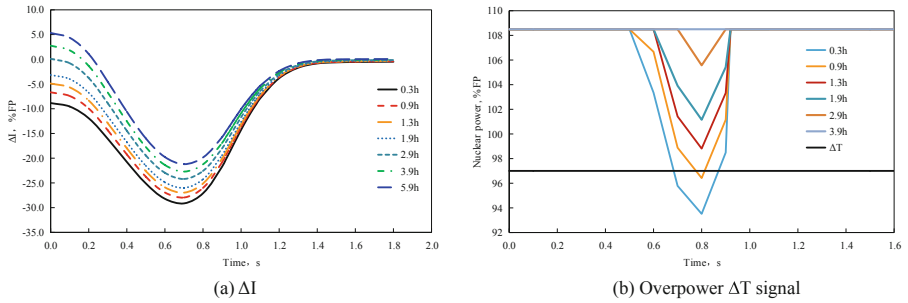 10.0
5.0
0.0
-5.0
-10.0
-15.0
-20.0
-25.0
-30.0
-35.0
ΔI,%FP
0.0 0.2 0.4 0.6 0.8 1.0 1.2 1.4 1.6 1.8 2.0
Time,s
0.3h
0.9h
1.3h
1.9h
2.9h
3.9h
5.9h
(a) ΔI
110
108
106
104
102
100
98
96
94
92
Nuclear power,%FP
0.0 0.2 0.4 0.6 0.8 1.0 1.2 1.4 1.6
Time,s
0.3h
0.9h
1.3h
1.9h
2.9h
3.9h
ΔT
(b) Overpower ΔT signal